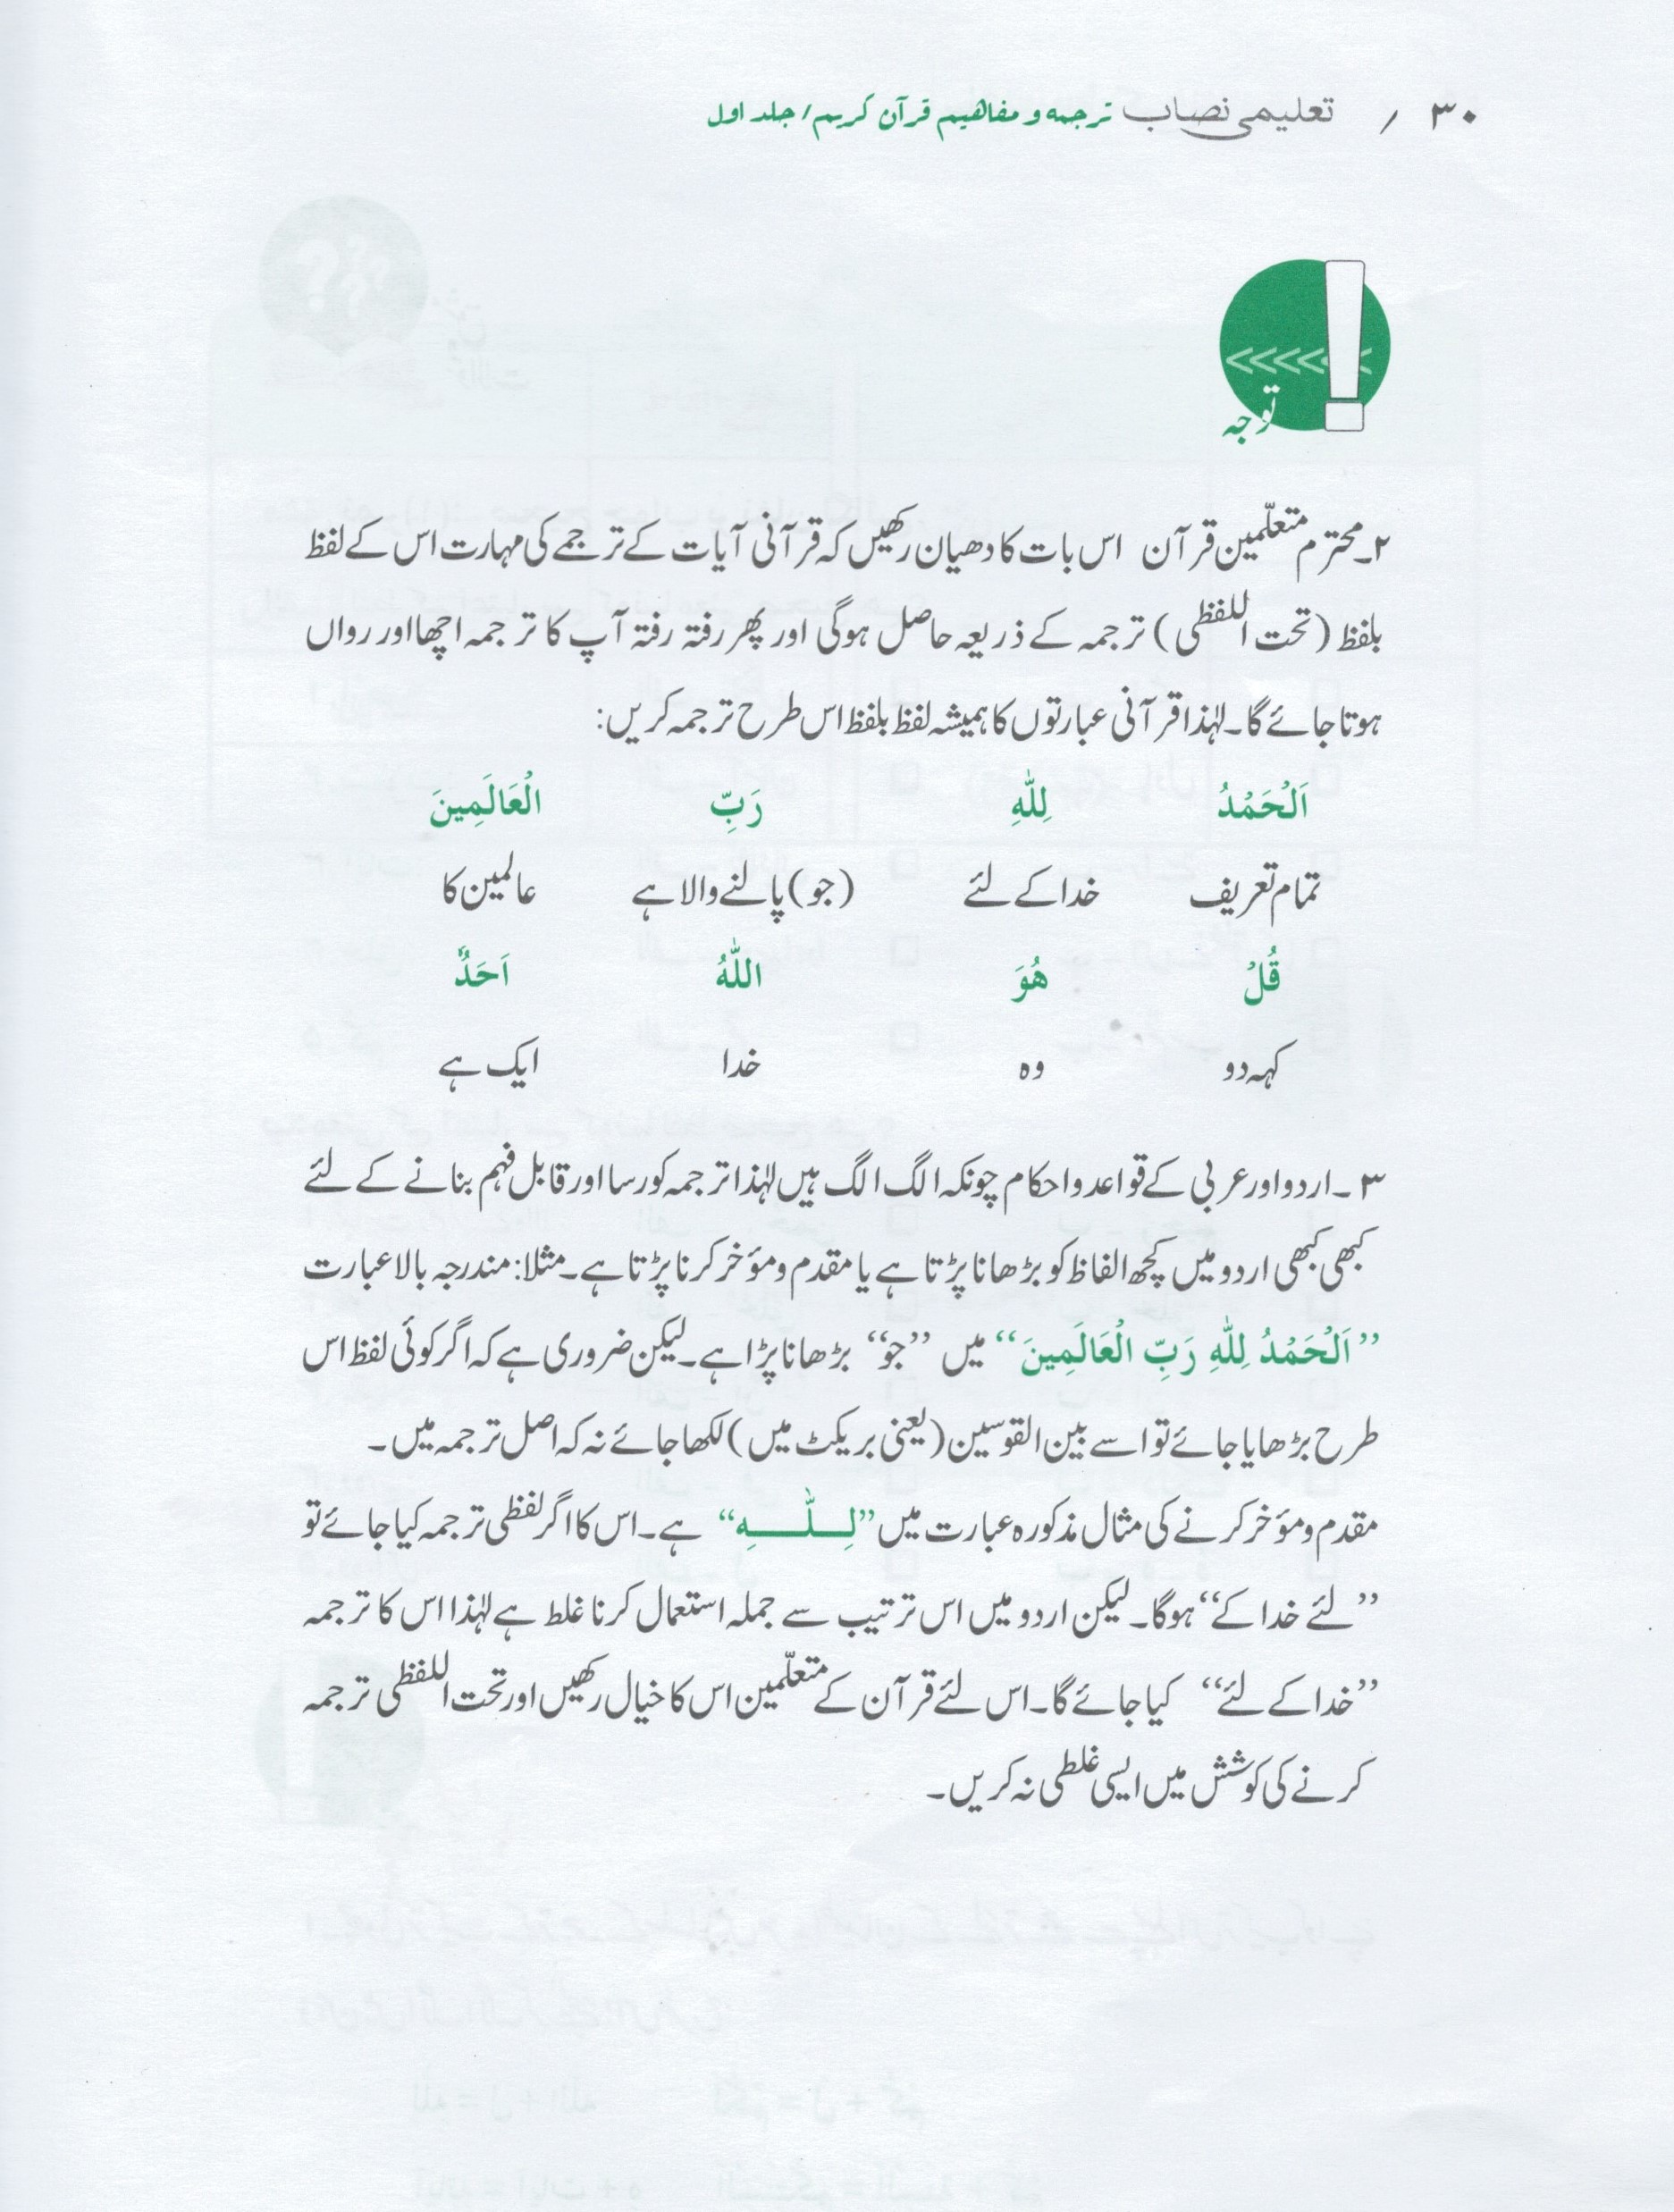 ۳۰ / تعلیمی نصاب ترجمہ و مفاهیم قرآن کریم/ جلد اول
توجہ
۲۔ محترم متعلّمین قرآن اس بات کا دھیان رکھیں کہ قرآنی آیات کے ترجمے کی مہارت اس کے لفظ
بلفظ (تحت اللفظی) ترجمہ کے ذریعہ حاصل ہوگی اور پھر رفتہ رفتہ آپ کا ترجمہ اچھا اور رواں
ہوتا جائے گا۔ لہٰذا قرآنی عبارتوں کا ہمیشہ لفظ بلفظ اس طرح ترجمہ کریں:
اَلْحَمْدُ لِلّٰهِ رَبِّ الْعَالَمِينَ
تمام تعریف خدا کے لئے (جو) پالنے والا ہے عالمین کا
قُلْ هُوَ اللّٰهُ اَحَدٌ
کہہ دو وہ خدا ایک ہے
۳۔ اردو اور عربی کے قواعد و احکام چونکہ الگ الگ ہیں لہٰذا ترجمہ کو رسا اور قابل فہم بنانے کے لئے
کبھی کبھی اردو میں کچھ الفاظ کو بڑھانا پڑتا ہے یا مقدم و مؤخر کرنا پڑتا ہے۔ مثلا: مندرجہ بالا عبارت
”اَلْحَمْدُ لِلّٰهِ رَبِّ الْعَالَمِينَ“ میں ”جو“ بڑھانا پڑا ہے۔ لیکن ضروری ہے کہ اگر کوئی لفظ اس
طرح بڑھایا جائے تو اسے بین القوسین (یعنی بریکٹ میں) لکھا جائے نہ کہ اصل ترجمہ میں۔
مقدم و مؤخر کرنے کی مثال مذکورہ عبارت میں ”لِلّٰهِ“ ہے۔ اس کا اگر لفظی ترجمہ کیا جائے تو
”لئے خدا کے“ ہوگا۔ لیکن اردو میں اس ترتیب سے جملہ استعمال کرنا غلط ہے لہٰذا اس کا ترجمہ
”خدا کے لئے“ کیا جائے گا۔ اس لئے قرآن کے متعلّمین اس کا خیال رکھیں اور تحت اللفظی ترجمہ
کرنے کی کوشش میں ایسی غلطی نہ کریں۔